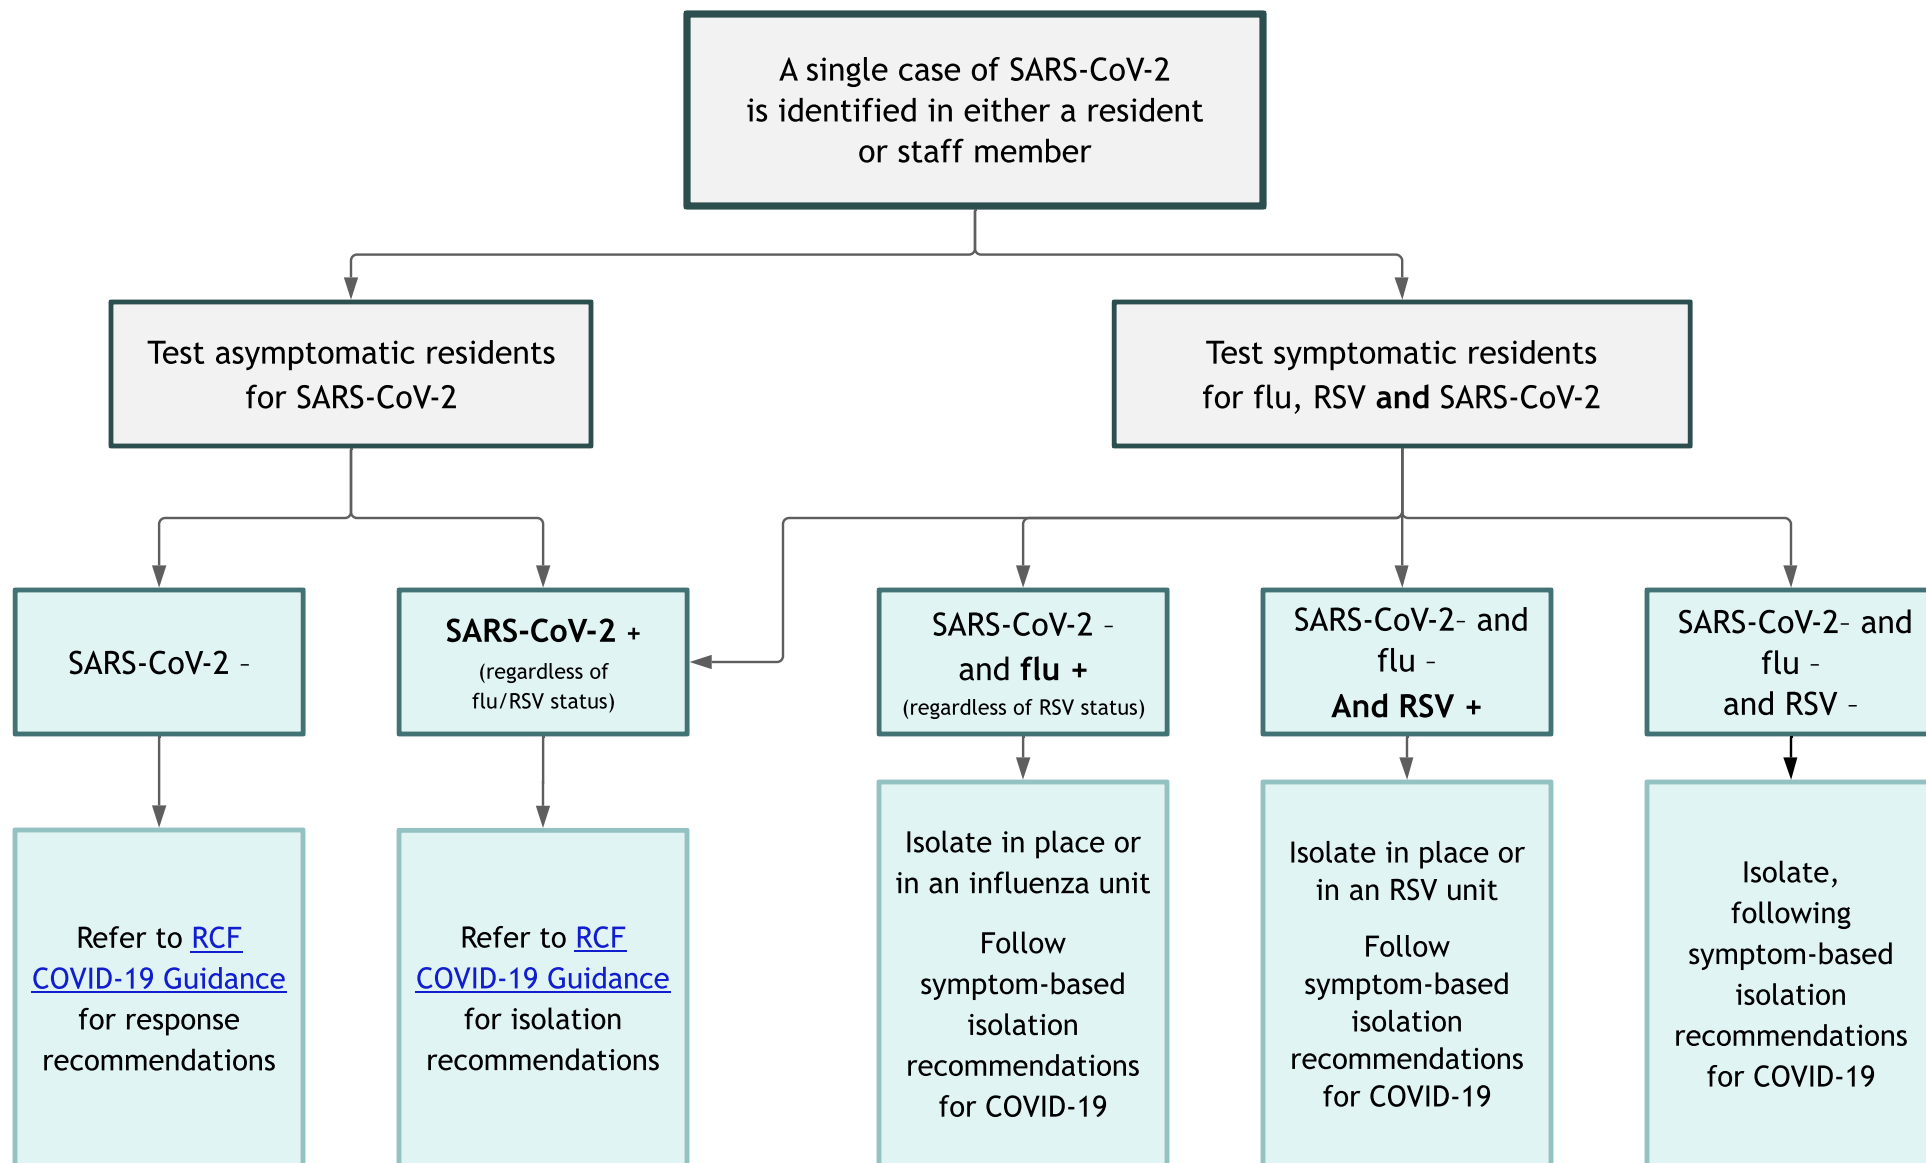 A single case of SARS-CoV-2
is identified in either a resident
or staff member
Test asymptomatic residents
for SARS-CoV-2
Test symptomatic residents
for flu, RSV and SARS-CoV-2
SARS-CoV-2 –
SARS-CoV-2 +
(regardless of
flu/RSV status)
SARS-CoV-2 –
and flu +
(regardless of RSV status)
SARS-CoV-2– and
flu –
And RSV +
SARS-CoV-2– and
flu –
and RSV –
Refer to RCF
COVID-19 Guidance
for response
recommendations
Refer to RCF
COVID-19 Guidance
for isolation
recommendations
Isolate in place or
in an influenza unit
Follow
symptom-based
isolation
recommendations
for COVID-19
Isolate in place or
in an RSV unit
Follow
symptom-based
isolation
recommendations
for COVID-19
Isolate,
following
symptom-based
isolation
recommendations
for COVID-19